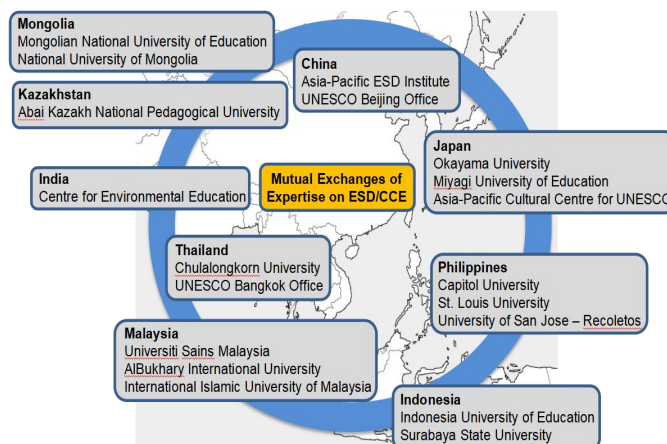 Mongolia
Mongolian National University of Education
National University of Mongolia
China
Asia-Pacific ESD Institute
UNESCO Beijing Office
Kazakhstan
Abai Kazakh National Pedagogical University
Japan
Okayama University
Miyagi University of Education
Asia-Pacific Cultural Centre for UNESCO
India
Centre for Environmental Education
Mutual Exchanges of
Expertise on ESD/CCE
Thailand
Chulalongkorn University
UNESCO Bangkok Office
Philippines
Capitol University
St. Louis University
University of San Jose – Recoletos
Malaysia
Universiti Sains Malaysia
AlBukhary International University
International Islamic University of Malaysia
Indonesia
Indonesia University of Education
Surabaya State University